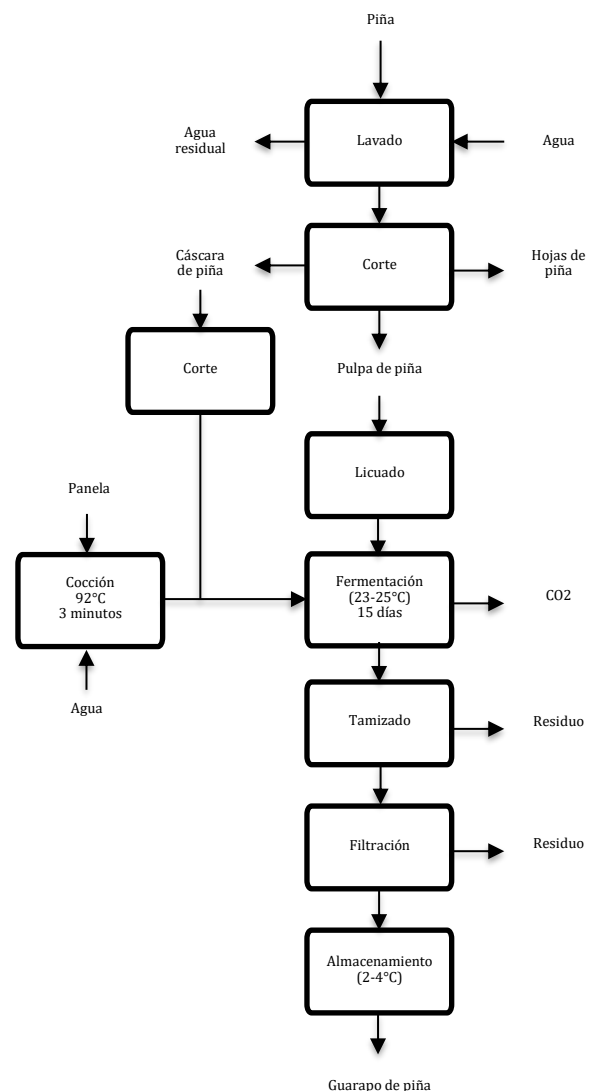 Piña
Agua
residual
Lavado
Agua
Cáscara
de piña
Corte
Hojas de
piña
Corte
Pulpa de piña
Licuado
Panela
Cocción
92°C
3 minutos
Fermentación
(23-25°C)
15 días
CO2
Agua
Tamizado
Residuo
Filtración
Residuo
Almacenamiento
(2-4°C)
Guarapo de piña